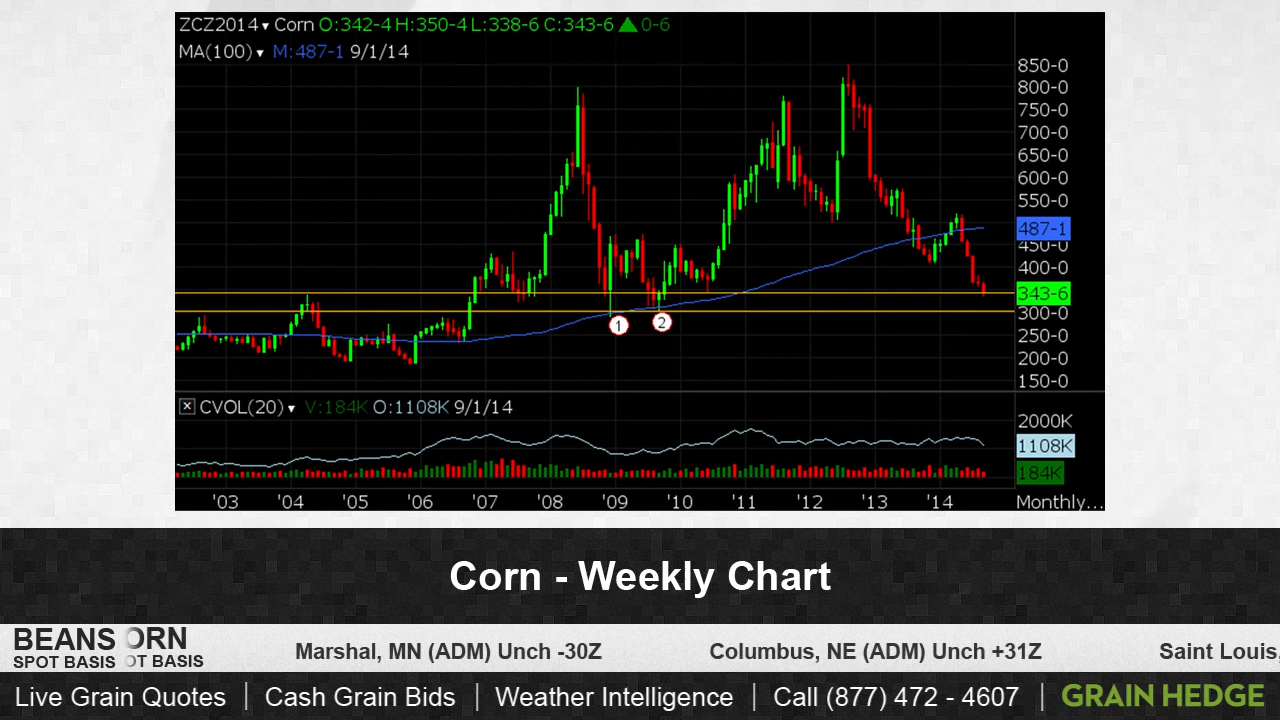 ZCZ2014 Corn O:342-4 H:350-4 L:338-6 C:343-6 0-6
MA(100) M:487-1 9/1/14
850-0
800-0
750-0
700-0
650-0
600-0
550-0
487-1
450-0
400-0
343-6
300-0
250-0
200-0
150-0
1
2
CVOL(20) V:184K O:1108K 9/1/14
2000K
1108K
184K
'03 '04 '05 '06 '07 '08 '09 '10 '11 '12 '13 '14 Monthly...
Corn - Weekly Chart
BEANS ORN
SPOT BASIS OT BASIS
Marshal, MN (ADM) Unch -30Z Columbus, NE (ADM) Unch +31Z Saint Louis,
Live Grain Quotes | Cash Grain Bids | Weather Intelligence | Call (877) 472 - 4607 | GRAIN HEDGE